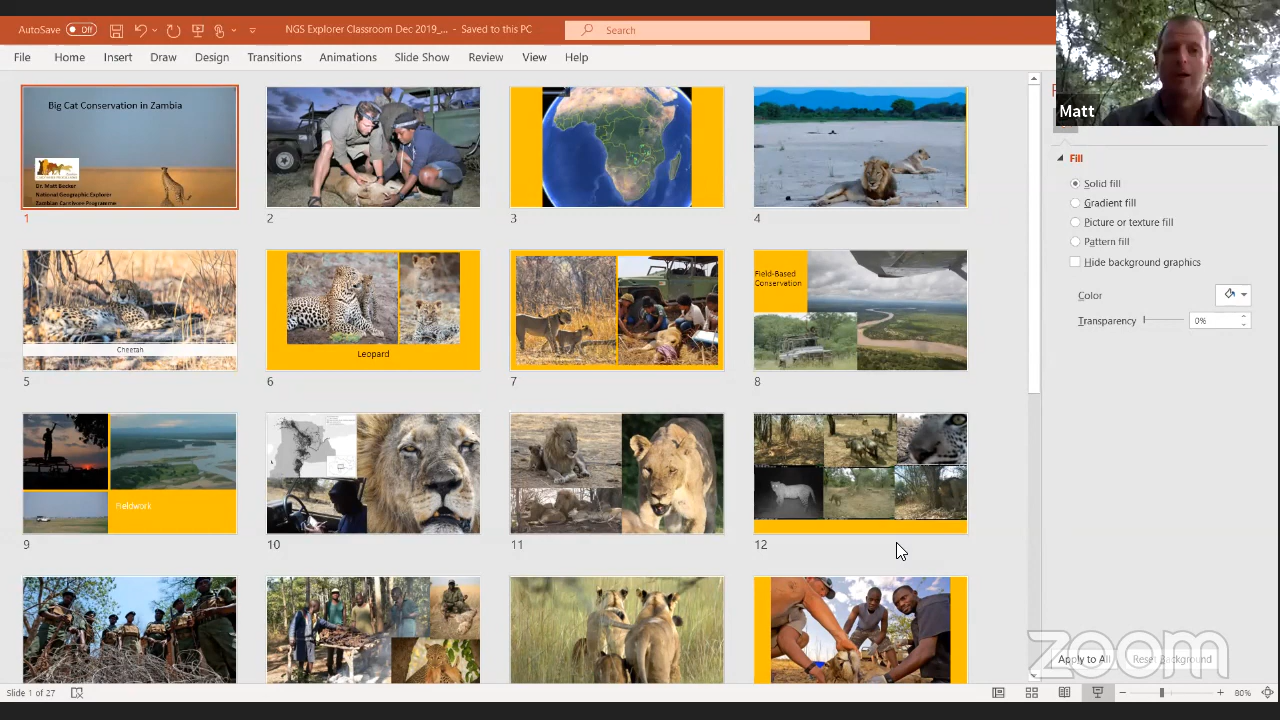 AutoSave Off
NGS Explorer Classroom Dec 2019_... - Saved to this PC
Search
File Home Insert Draw Design Transitions Animations Slide Show Review View Help
Matt
Big Cat Conservation in Zambia
Dr. Matt Becker
National Geographic Explorer
Zambian Carnivore Programme
1
2
3
4
Cheetah
5
Leopard
6
7
Field-Based
Conservation
8
Fieldwork
9
10
11
12
Fill
Solid fill
Gradient fill
Picture or texture fill
Pattern fill
Hide background graphics
Color
Transparency 0%
Apply to All Reset Background
zoom
Slide 1 of 27
80%